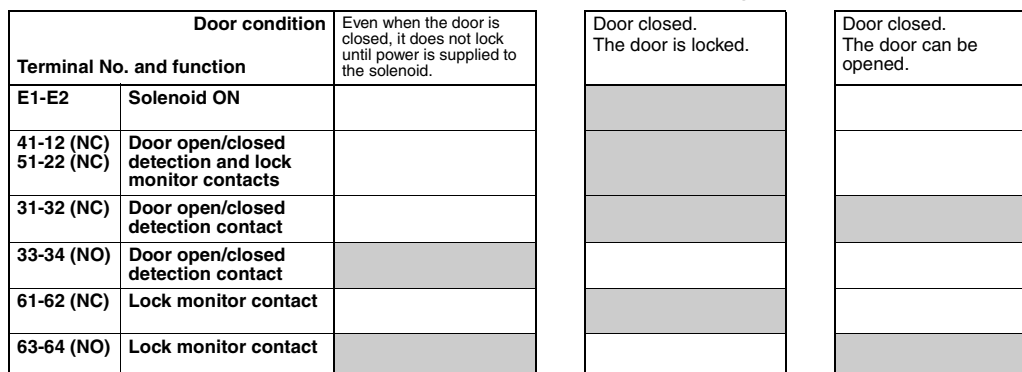 Door condition
Terminal No. and function
Even when the door is
closed, it does not lock
until power is supplied to
the solenoid.
Door closed.
The door is locked.
Door closed.
The door can be
opened.
E1-E2 Solenoid ON
41-12 (NC) Door open/closed
51-22 (NC) detection and lock
monitor contacts
31-32 (NC) Door open/closed
detection contact
33-34 (NO) Door open/closed
detection contact
61-62 (NC) Lock monitor contact
63-64 (NO) Lock monitor contact